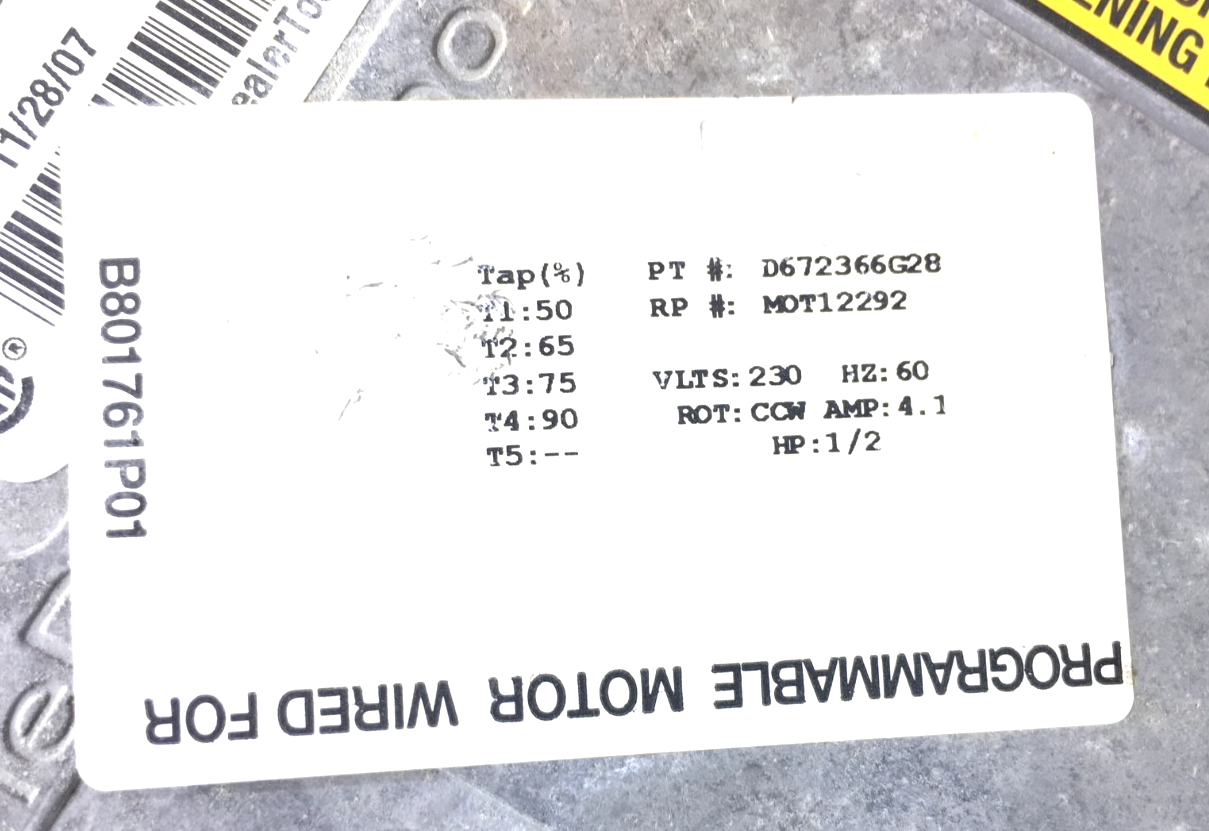 11/28/07
ealerTo
ENING
B801761P01
Tap(%)
T1:50
T2:65
T3:75
T4:90
T5:--
PT #: D672366G28
RP #: MOT12292
VLTS: 230 HZ: 60
ROT: CCW AMP: 4.1
HP:1/2
PROGRAMMABLE MOTOR WIRED FOR